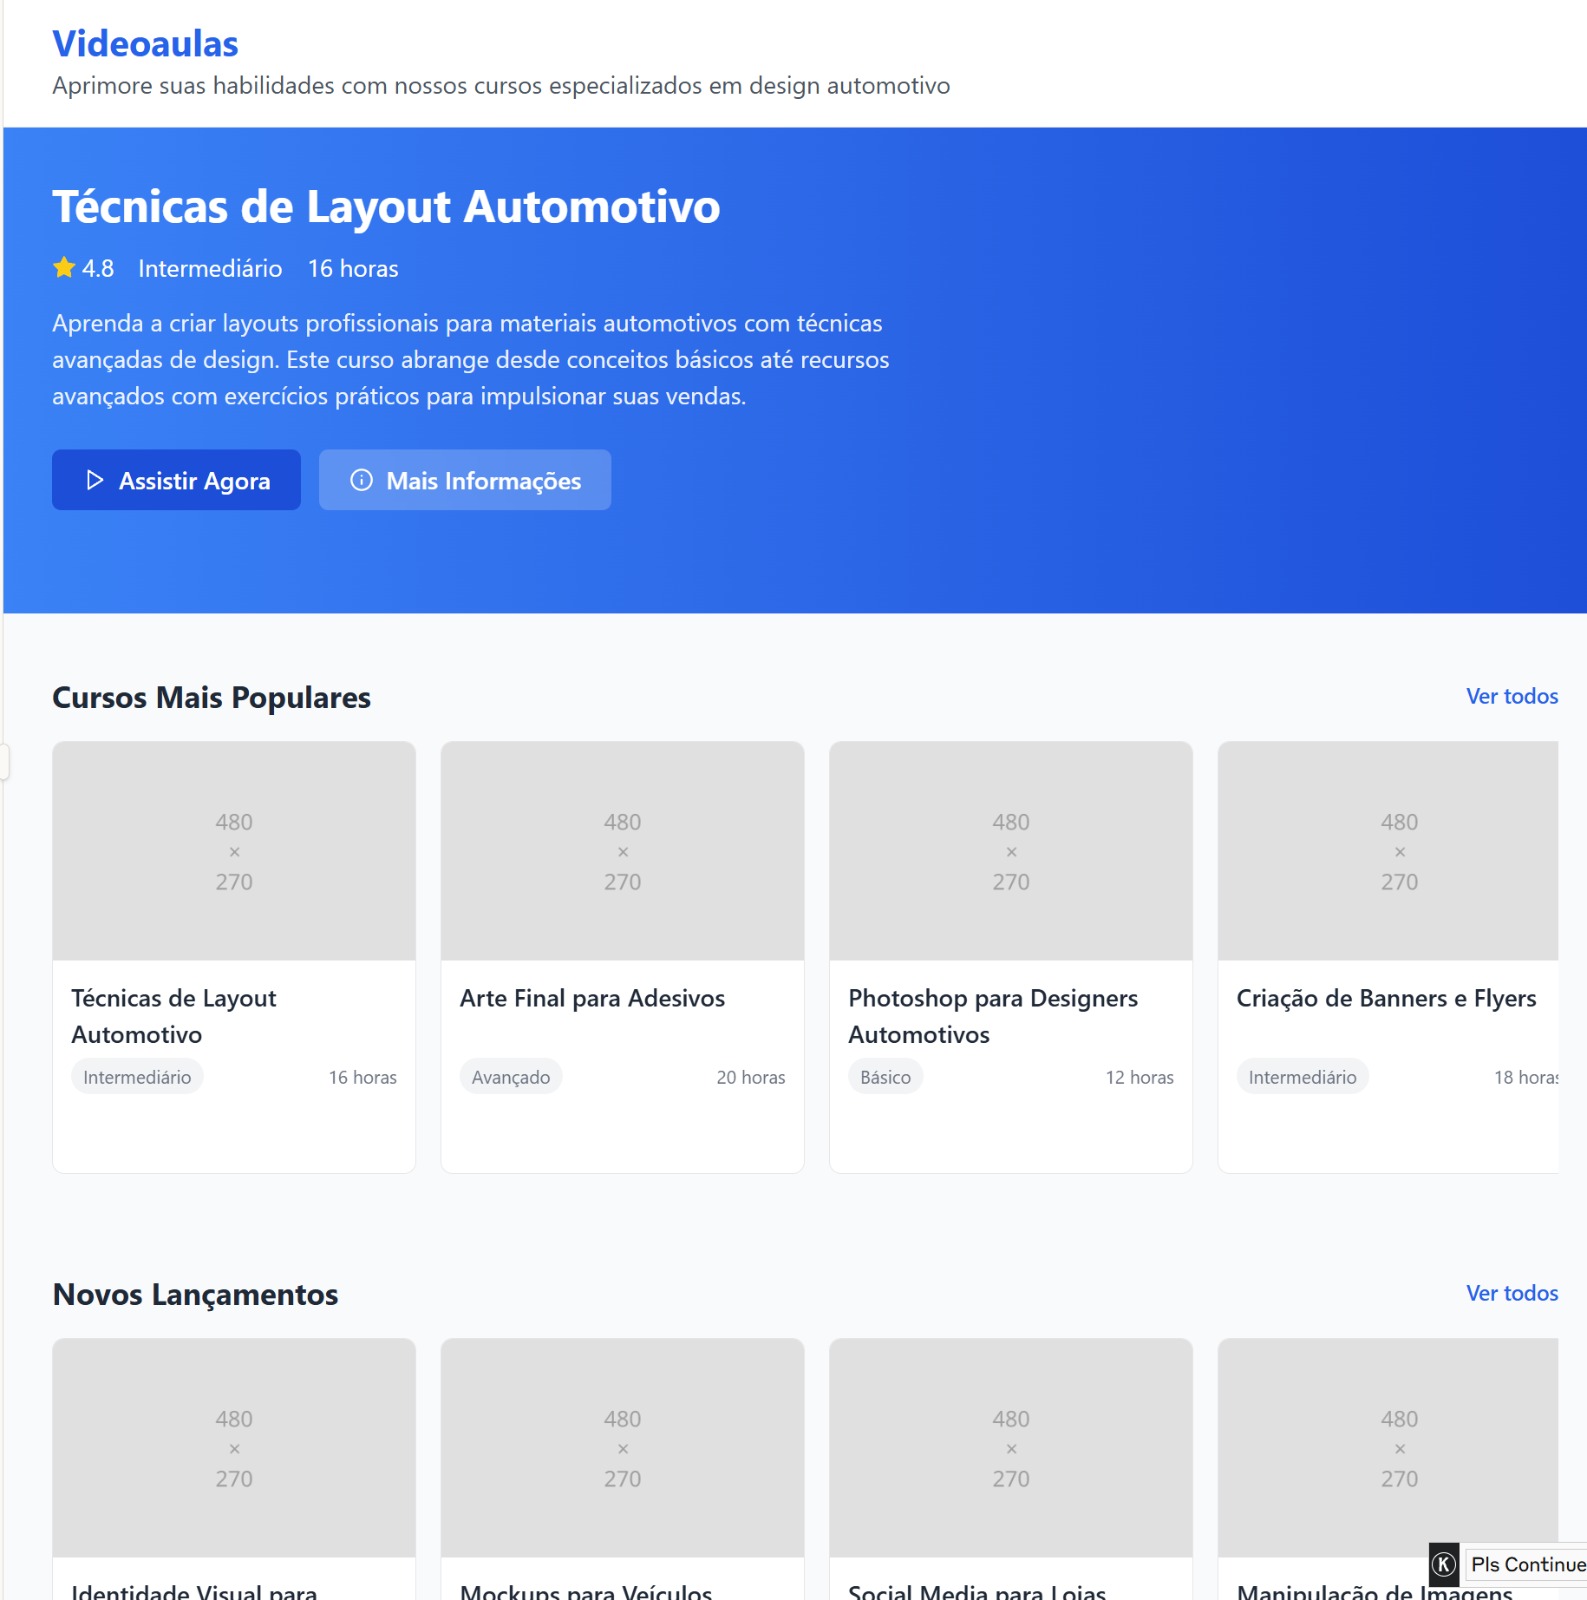 Videoaulas
Aprimore suas habilidades com nossos cursos especializados em design automotivo
Técnicas de Layout Automotivo
4.8 Intermediário 16 horas
Aprenda a criar layouts profissionais para materiais automotivos com técnicas
avançadas de design. Este curso abrange desde conceitos básicos até recursos
avançados com exercícios práticos para impulsionar suas vendas.
Assistir Agora Mais Informações
Cursos Mais Populares Ver todos
480 480 480 480
× × × ×
270 270 270 270
Técnicas de Layout Arte Final para Adesivos Photoshop para Designers Criação de Banners e Flyers
Automotivo Automotivos
Intermediário 16 horas Avançado 20 horas Básico 12 horas Intermediário 18 horas
Novos Lançamentos Ver todos
480 480 480 480
× × × ×
270 270 270 270
K Pls Continue
Identidade Visual para Mockups para Veículos Social Media para Lojas Manipulação de Imagens